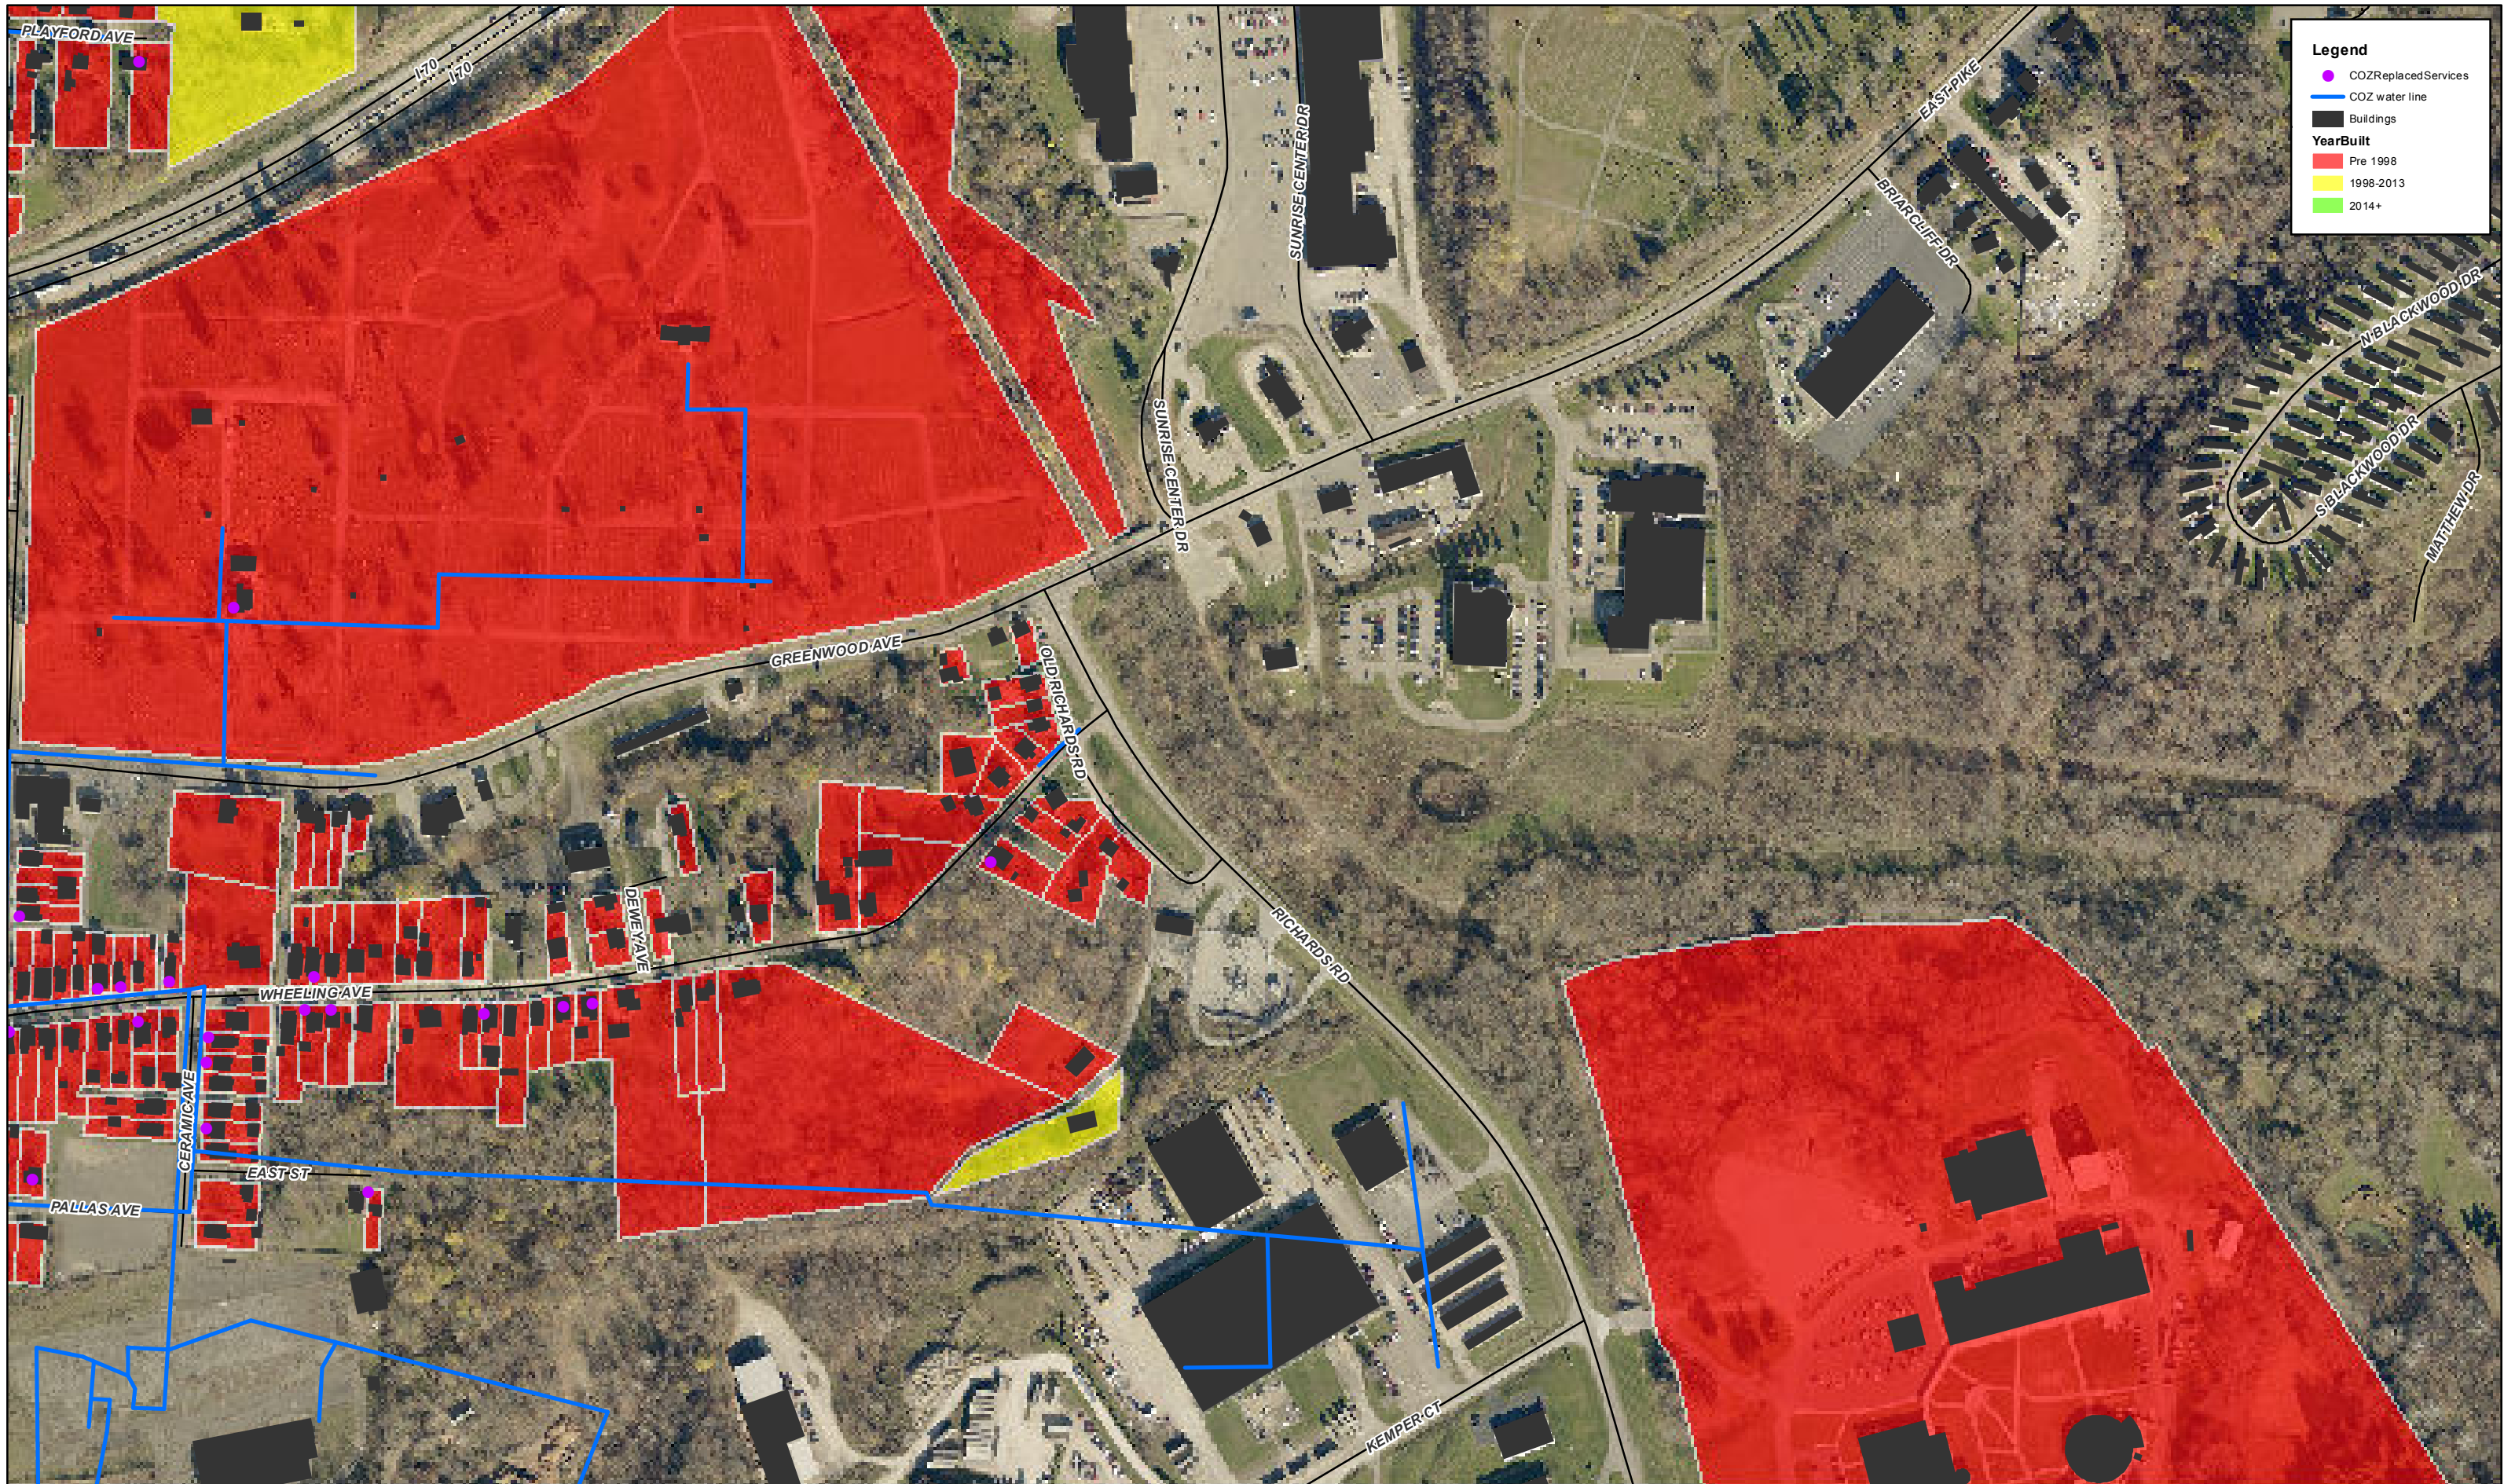 PLAYFORD AVE
I 70
I 70
SUNRISE CENTER DR
EAST PIKE
BRIARCLIFF DR
Legend
COZReplacedServices
COZ water line
Buildings
YearBuilt
Pre 1998
1998-2013
2014+
N BLACKWOOD DR
S BLACKWOOD DR
MATTHEW DR
SUNRISE CENTER DR
GREENWOOD AVE
OLD RICHARDS RD
DEWEY AVE
RICHARDS RD
WHEELING AVE
CERAMIC AVE
EAST ST
PALLAS AVE
KEMPER CT